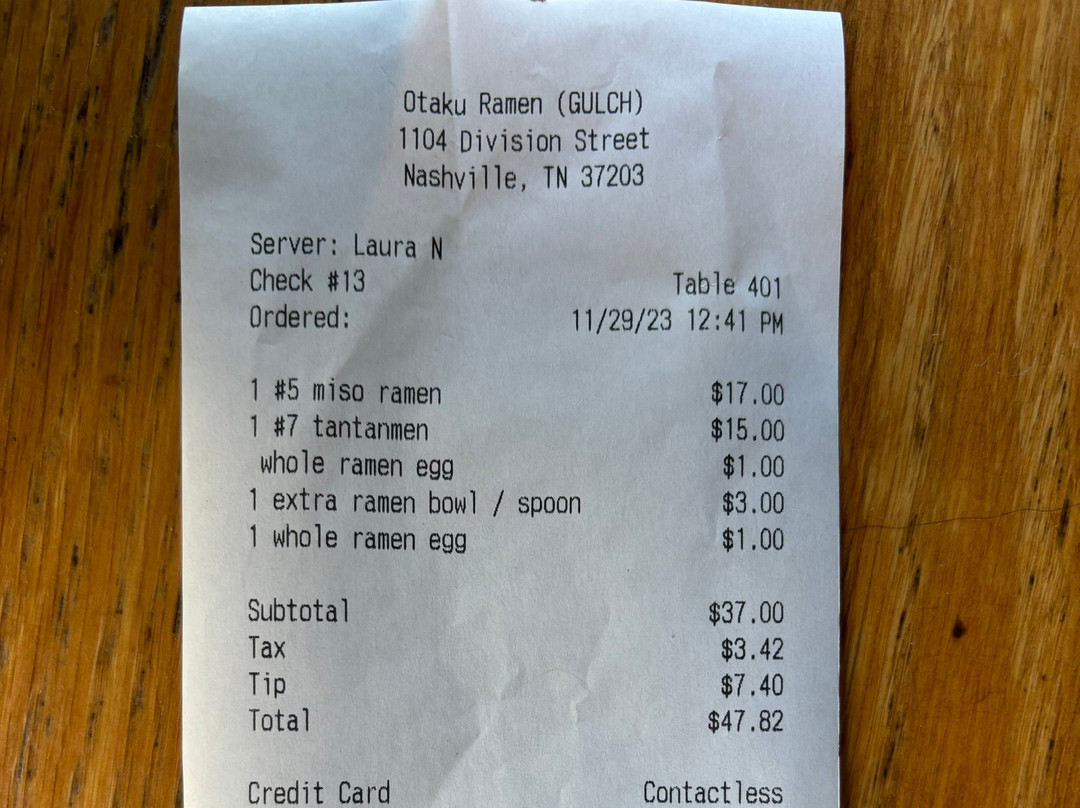 Otaku Ramen (GULCH)
1104 Division Street
Nashville, TN 37203
Server: Laura N
Check #13 Table 401
Ordered: 11/29/23 12:41 PM
1 #5 miso ramen $17.00
1 #7 tantanmen $15.00
whole ramen egg $1.00
1 extra ramen bowl / spoon $3.00
1 whole ramen egg $1.00
Subtotal $37.00
Tax $3.42
Tip $7.40
Total $47.82
Credit Card Contactless